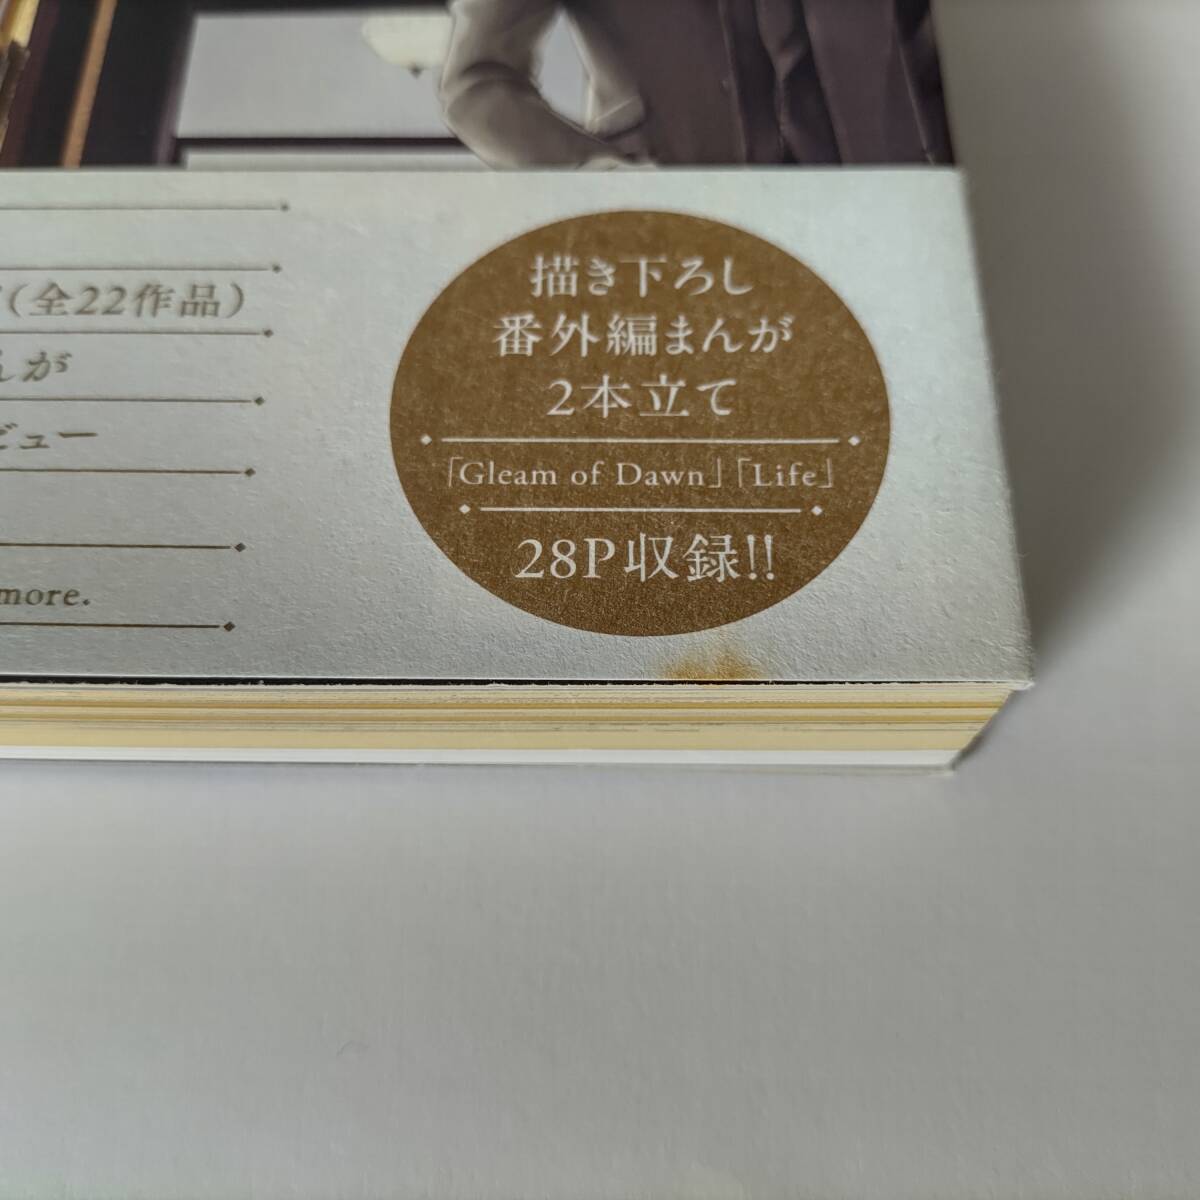 (全22作品)
んが
ビュー
more.
描き下ろし
番外編まんが
2本立て
「Gleam of Dawn」「Life」
28P収録!!